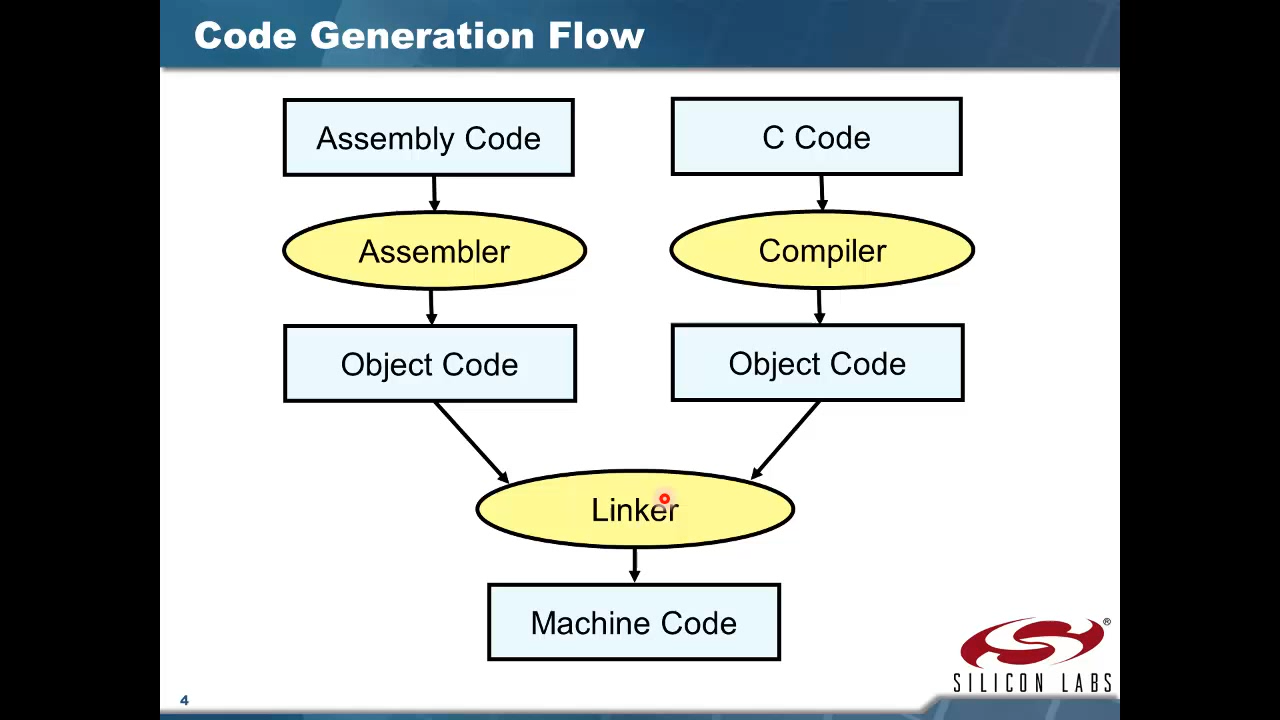 Code Generation Flow
Assembly Code
C Code
Assembler
Compiler
Object Code
Object Code
Linker
Machine Code
SILICON LABS
®
4